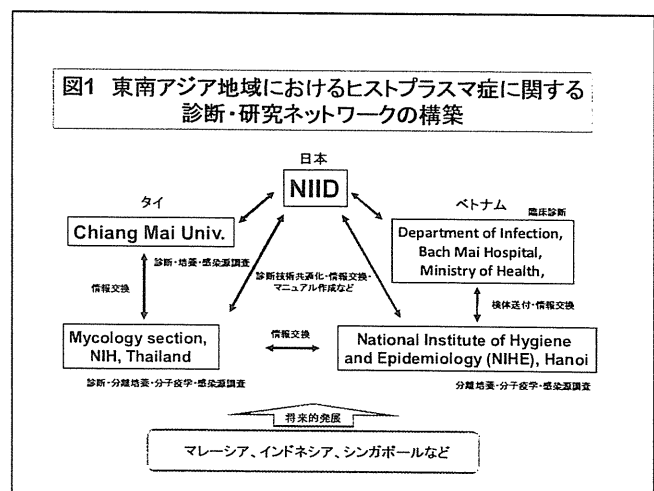 図1 東南アジア地域におけるヒストプラスマ症に関する
診断・研究ネットワークの構築
日本
NIID
タイ
Chiang Mai Univ.
診断・培養・感染源調査
ベトナム
臨床診断
Department of Infection,
Bach Mai Hospital,
Ministry of Health,
情報交換
診断技術共通化・情報交換・
マニュアル作成など
検体送付・情報交換
Mycology section,
NIH, Thailand
診断・分離培養・分子疫学・感染源調査
情報交換
National Institute of Hygiene
and Epidemiology (NIHE), Hanoi
分離培養・分子疫学・感染源調査
将来的発展
マレーシア、インドネシア、シンガポールなど